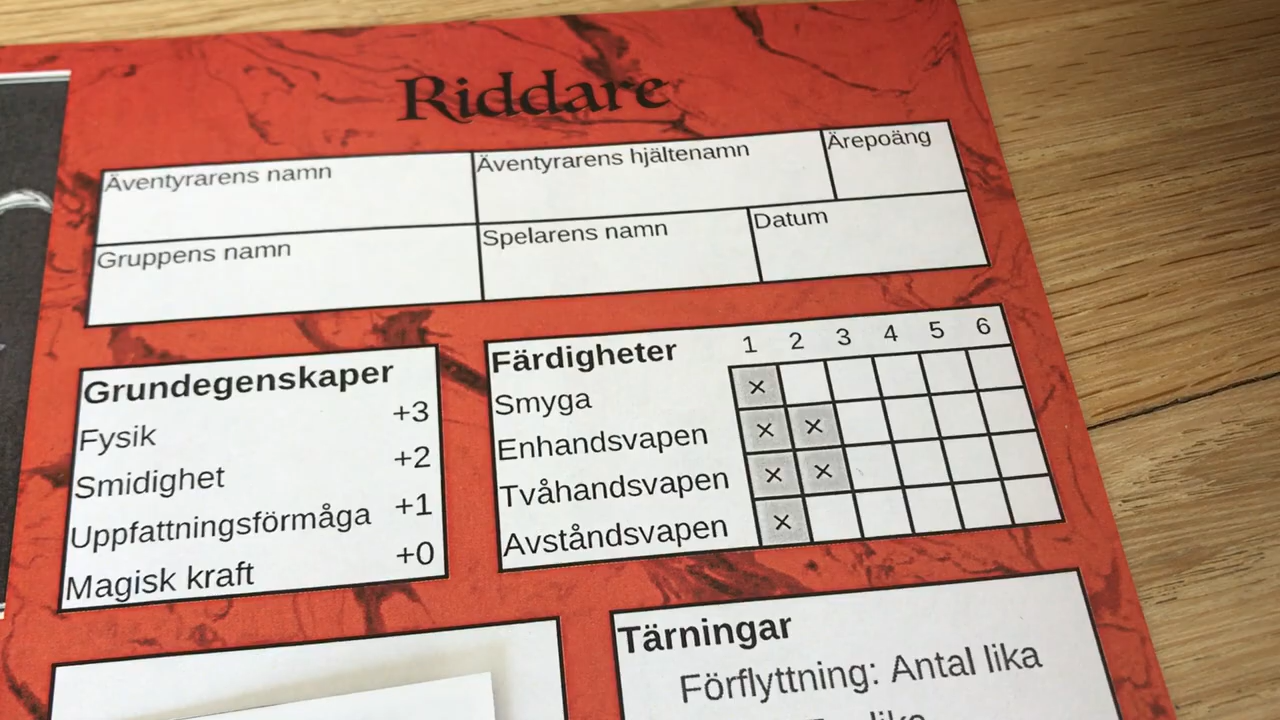 Riddare
Äventyrarens namn Äventyrarens hjältenamn Ärepoäng
Gruppens namn Spelarens namn Datum
Grundegenskaper
Fysik +3
Smidighet +2
Uppfattningsförmåga +1
Magisk kraft +0
Färdigheter 1 2 3 4 5 6
Smyga ×
Enhandsvapen × ×
Tvåhandsvapen × ×
Avståndsvapen ×
Tärningar
Förflyttning: Antal lika